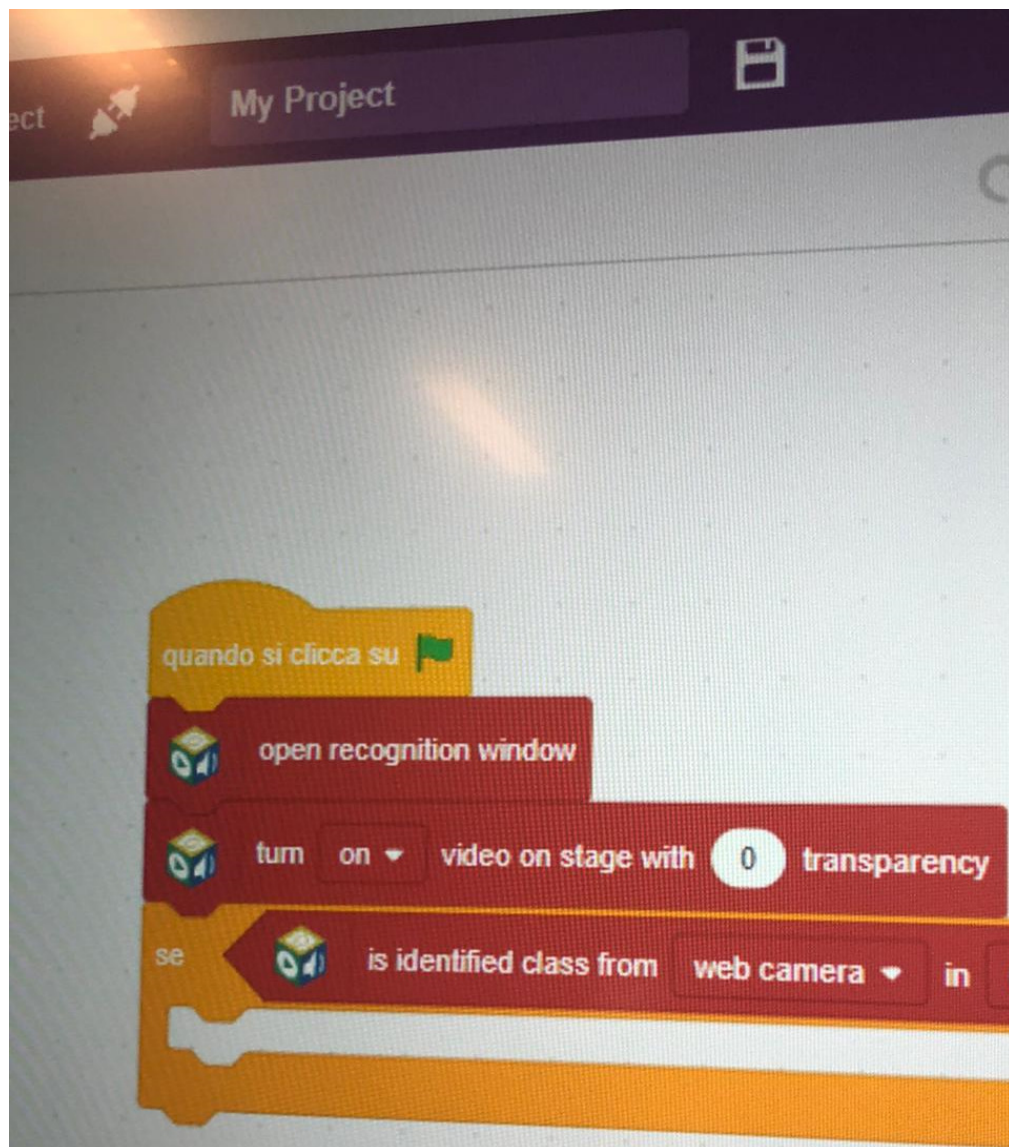 ect My Project
quando si clicca su
open recognition window
turn on video on stage with 0 transparency
se is identified class from web camera in